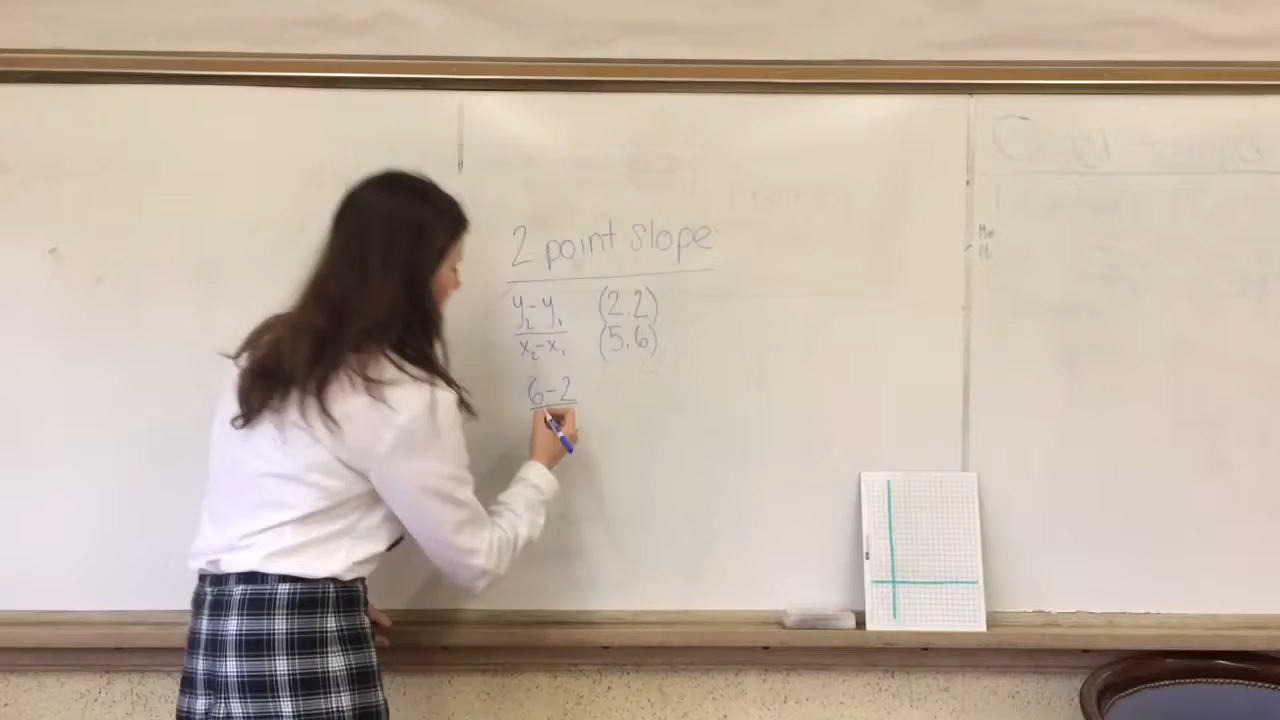 2 point slope
y₂-y₁ (2.2)
x₂-x₁ (5.6)
6-2